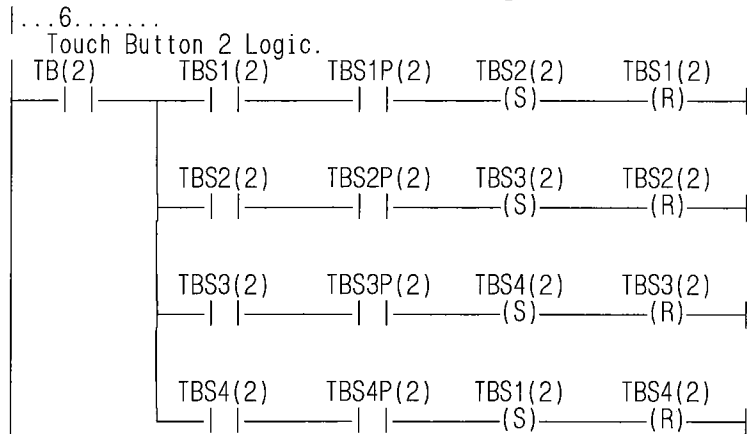 ...6.......
Touch Button 2 Logic.
TB(2) TBS1(2) TBS1P(2) TBS2(2) TBS1(2)
(S) (R)
TBS2(2) TBS2P(2) TBS3(2) TBS2(2)
(S) (R)
TBS3(2) TBS3P(2) TBS4(2) TBS3(2)
(S) (R)
TBS4(2) TBS4P(2) TBS1(2) TBS4(2)
(S) (R)